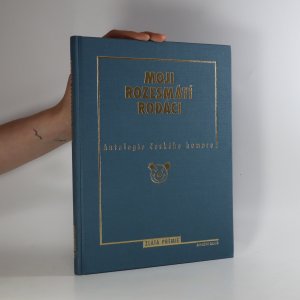 MOJI
ROZESMÁTÍ
RODÁCI
Antologie českého humoru
ZLATÁ PRÉMIE